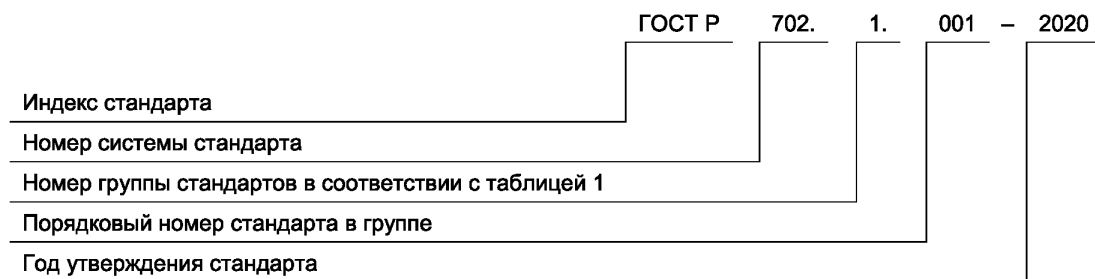 ГОСТ Р 702. 1. 001 – 2020
Индекс стандарта
Номер системы стандарта
Номер группы стандартов в соответствии с таблицей 1
Порядковый номер стандарта в группе
Год утверждения стандарта